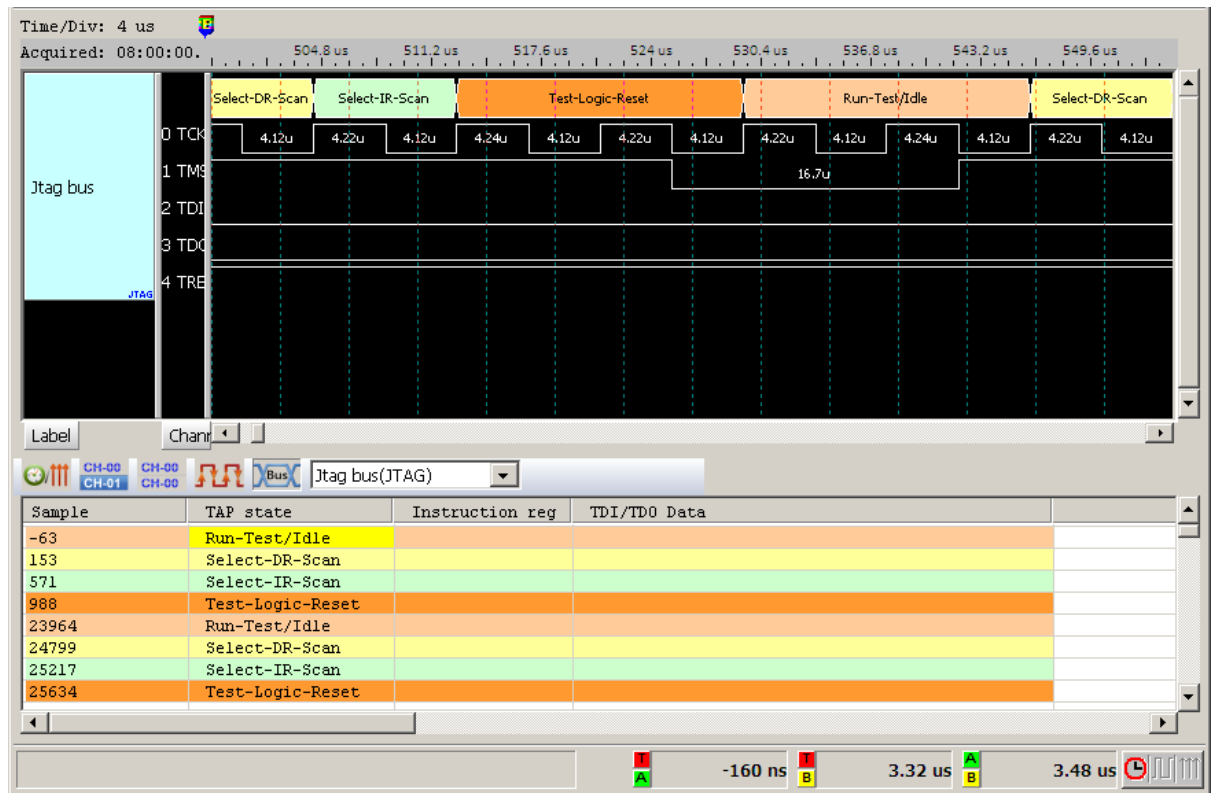 Time/Div: 4 us B
Acquired: 08:00:00. 504.8 us 511.2 us 517.6 us 524 us 530.4 us 536.8 us 543.2 us 549.6 us
Select-DR-Scan Select-IR-Scan Test-Logic-Reset Run-Test/Idle Select-DR-Scan
0 TCK 4.12u 4.22u 4.12u 4.24u 4.12u 4.22u 4.12u 4.22u 4.12u 4.24u 4.12u 4.22u 4.12u
1 TMS 16.7u
Jtag bus
2 TDI
3 TDO
4 TRE
JTAG
Label Chanr
CH-00 CH-01 CH-00 CH-00 Bus Jtag bus(JTAG)
Sample TAP state Instruction reg TDI/TDO Data
-63 Run-Test/Idle
153 Select-DR-Scan
571 Select-IR-Scan
988 Test-Logic-Reset
23964 Run-Test/Idle
24799 Select-DR-Scan
25217 Select-IR-Scan
25634 Test-Logic-Reset
T A -160 ns T B 3.32 us A B 3.48 us